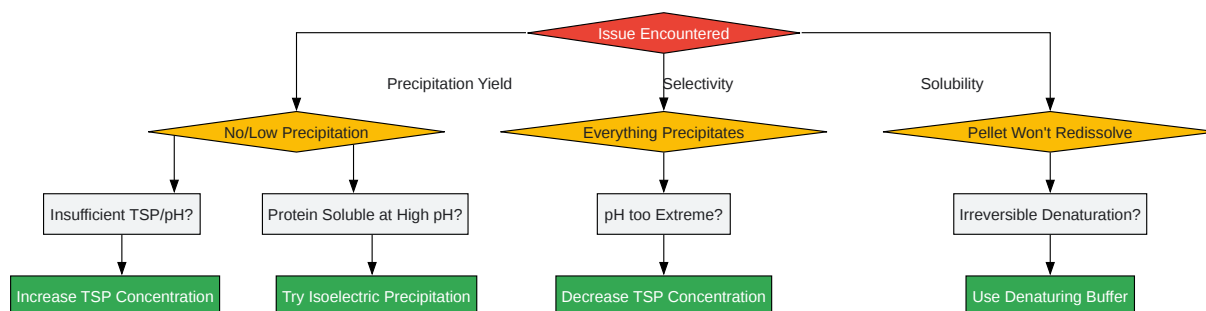 Issue Encountered
Precipitation Yield
Selectivity
Solubility
No/Low Precipitation
Everything Precipitates
Pellet Won't Redissolve
Insufficient TSP/pH?
Protein Soluble at High pH?
pH too Extreme?
Irreversible Denaturation?
Increase TSP Concentration
Try Isoelectric Precipitation
Decrease TSP Concentration
Use Denaturing Buffer